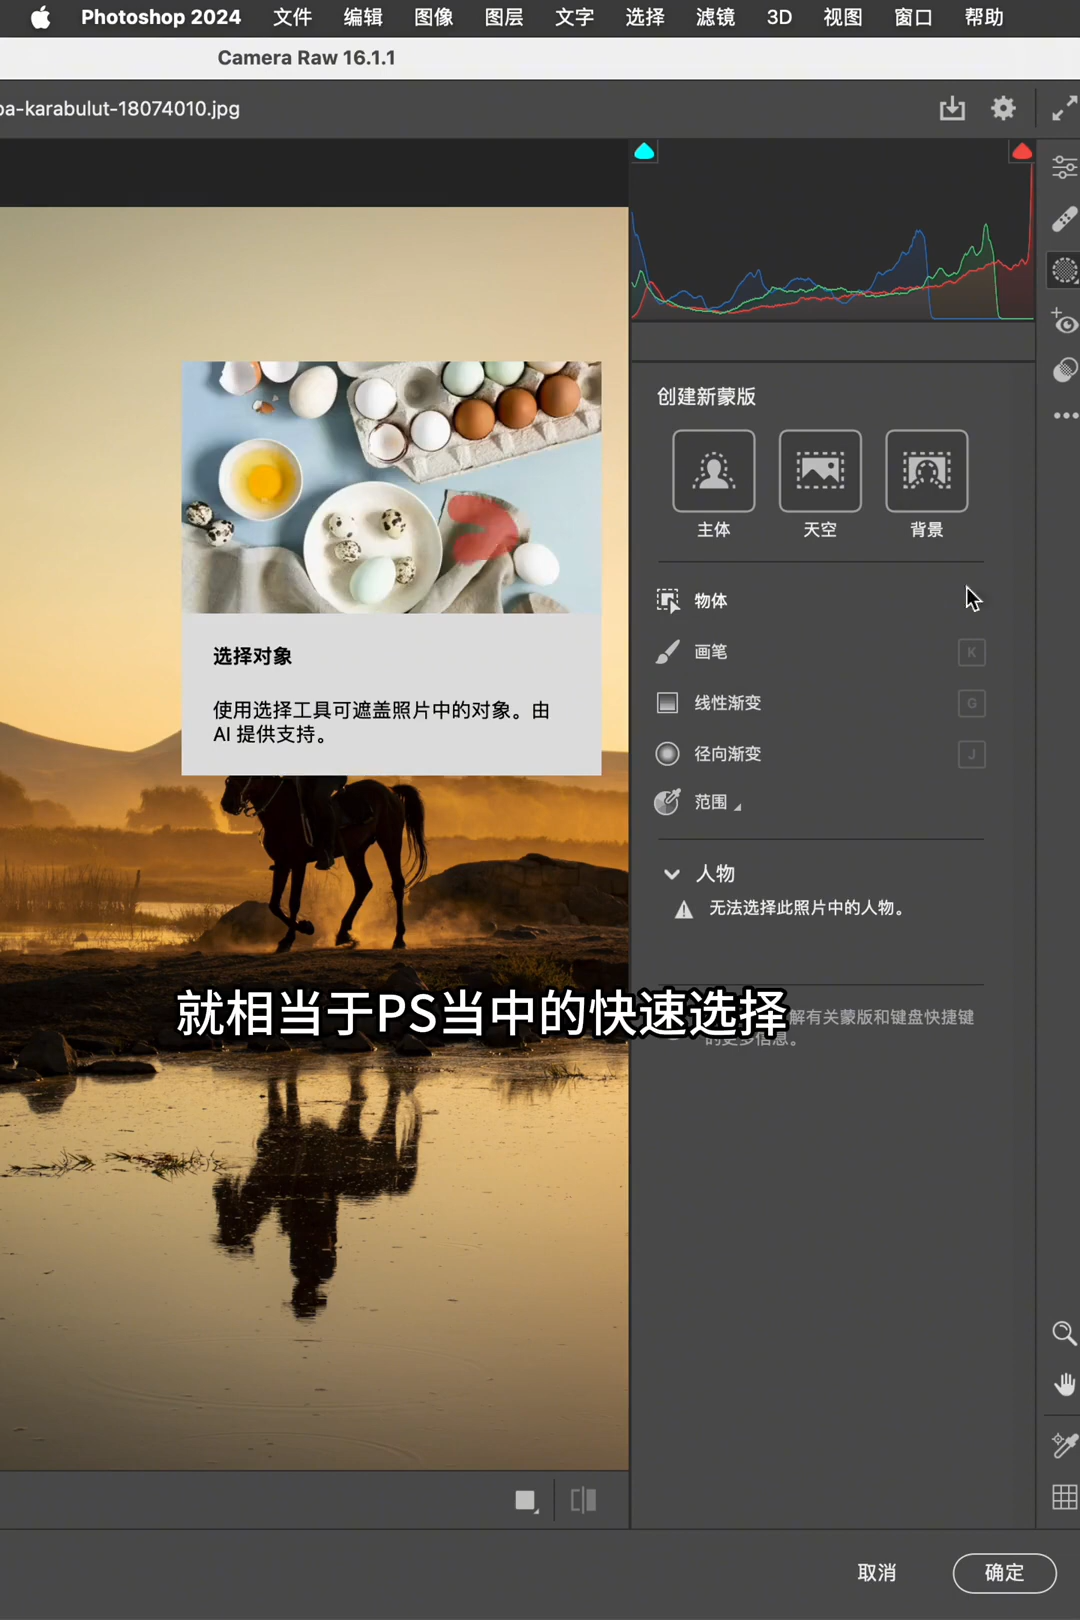 Photoshop 2024 文件 编辑 图像 图层 文字 选择 滤镜 3D 视图 窗口 帮助
Camera Raw 16.1.1
pa-karabulut-18074010.jpg
创建新蒙版
主体 天空 背景
物体
画笔 K
线性渐变 G
径向渐变 J
范围
选择对象
使用选择工具可遮盖照片中的对象。由
AI 提供支持。
人物
无法选择此照片中的人物。
就相当于PS当中的快速选择
解有关蒙版和键盘快捷键
的更多信息。
取消 确定